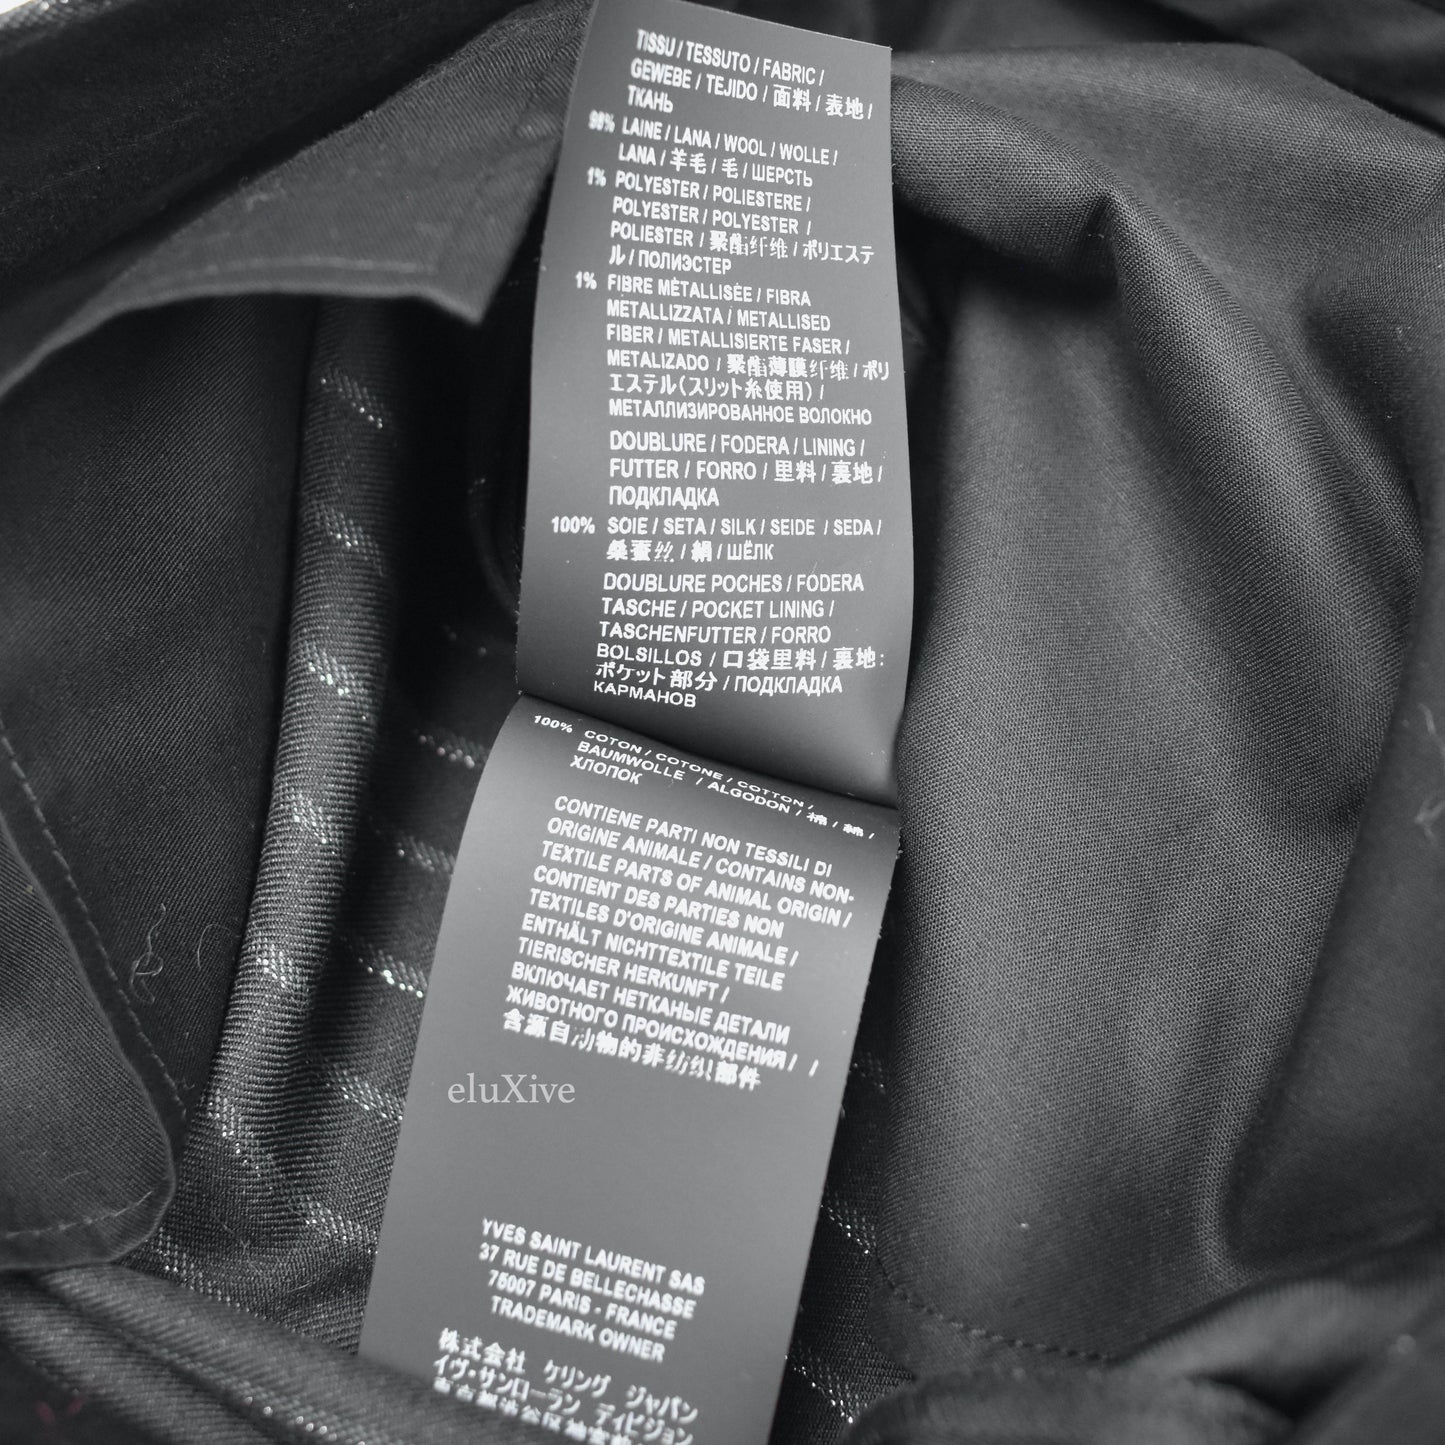 TISSU / TESSUTO / FABRIC /
GEWEBE / TEJIDO / 面料 / 表地 /
ТКАНЬ
98% LAINE / LANA / WOOL / WOLLE /
LANA / 羊毛 / 毛 / ШЕРСТЬ
1% POLYESTER / POLIESTERE /
POLYESTER / POLYESTER /
POLIESTER / 聚酯纤维 / ポリエステ
ル / ПОЛИЭСТЕР
1% FIBRE MÉTALLISÉE / FIBRA
METALLIZZATA / METALLISED
FIBER / METALLISIERTE FASER /
METALIZADO / 聚酯薄膜纤维 / ポリ
エステル(スリット糸使用) /
МЕТАЛЛИЗИРОВАННОЕ ВОЛОКНО
DOUBLURE / FODERA / LINING /
FUTTER / FORRO / 里料 / 裏地 /
ПОДКЛАДКА
100% SOIE / SETA / SILK / SEIDE / SEDA /
桑蚕丝 / 絹 / ШЁЛК
DOUBLURE POCHES / FODERA
TASCHE / POCKET LINING /
TASCHENFUTTER / FORRO
BOLSILLOS / 口袋里料 / 裏地:
ポケット部分 / ПОДКЛАДКА
КАРМАНОВ
100% COTON / COTONE / COTTON /
BAUMWOLLE / ALGODON / 棉 / 綿 /
ХЛОПОК
CONTIENE PARTI NON TESSILI DI
ORIGINE ANIMALE / CONTAINS NON-
TEXTILE PARTS OF ANIMAL ORIGIN /
CONTIENT DES PARTIES NON
TEXTILES D'ORIGINE ANIMALE /
ENTHÄLT NICHTTEXTILE TEILE
TIERISCHER HERKUNFT /
ВКЛЮЧАЕТ НЕТКАНЫЕ ДЕТАЛИ
ЖИВОТНОГО ПРОИСХОЖДЕНИЯ / /
含源自动物的非纺织部件
eluXive
YVES SAINT LAURENT SAS
37 RUE DE BELLECHASSE
75007 PARIS - FRANCE
TRADEMARK OWNER
株式会社 ケリング ジャパン
イヴ・サンローラン ディビジョン